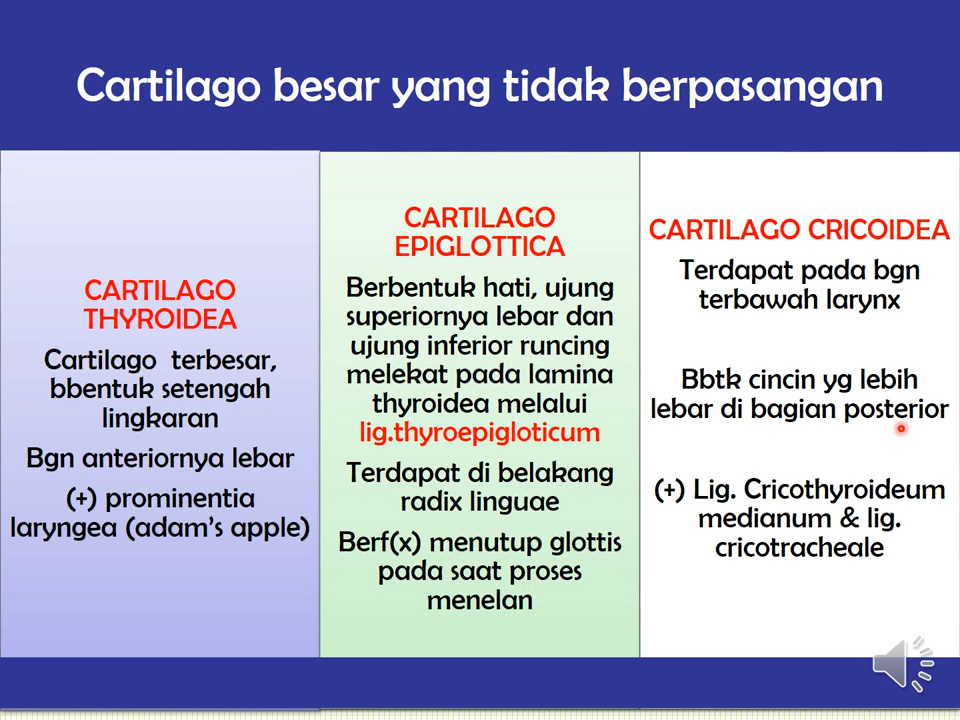 Cartilago besar yang tidak berpasangan
CARTILAGO
THYROIDEA
Cartilago terbesar,
bbentuk setengah
lingkaran
Bgn anteriornya lebar
(+) prominentia
laryngea (adam's apple)
CARTILAGO
EPIGLOTTICA
Berbentuk hati, ujung
superiornya lebar dan
ujung inferior runcing
melekat pada lamina
thyroidea melalui
lig.thyroepigloticum
Terdapat di belakang
radix linguae
Berf(x) menutup glottis
pada saat proses
menelan
CARTILAGO CRICOIDEA
Terdapat pada bgn
terbawah larynx
Bbtk cincin yg lebih
lebar di bagian posterior
(+) Lig. Cricothyroideum
medianum & lig.
cricotracheale